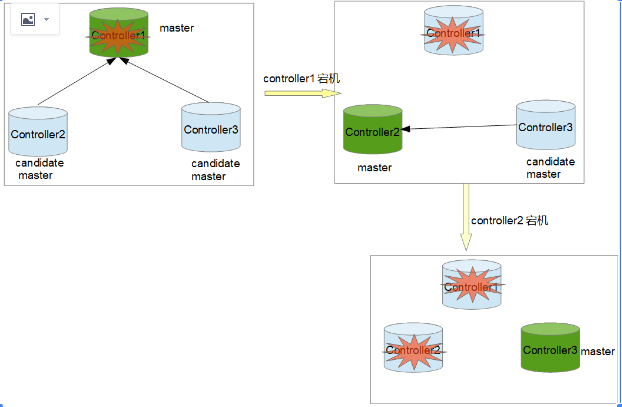 Controller1
master
Controller2
candidate
master
Controller3
candidate
master
controller1 宕机
Controller1
Controller2
master
Controller3
candidate
master
controller2 宕机
Controller1
Controller2
Controller3
master